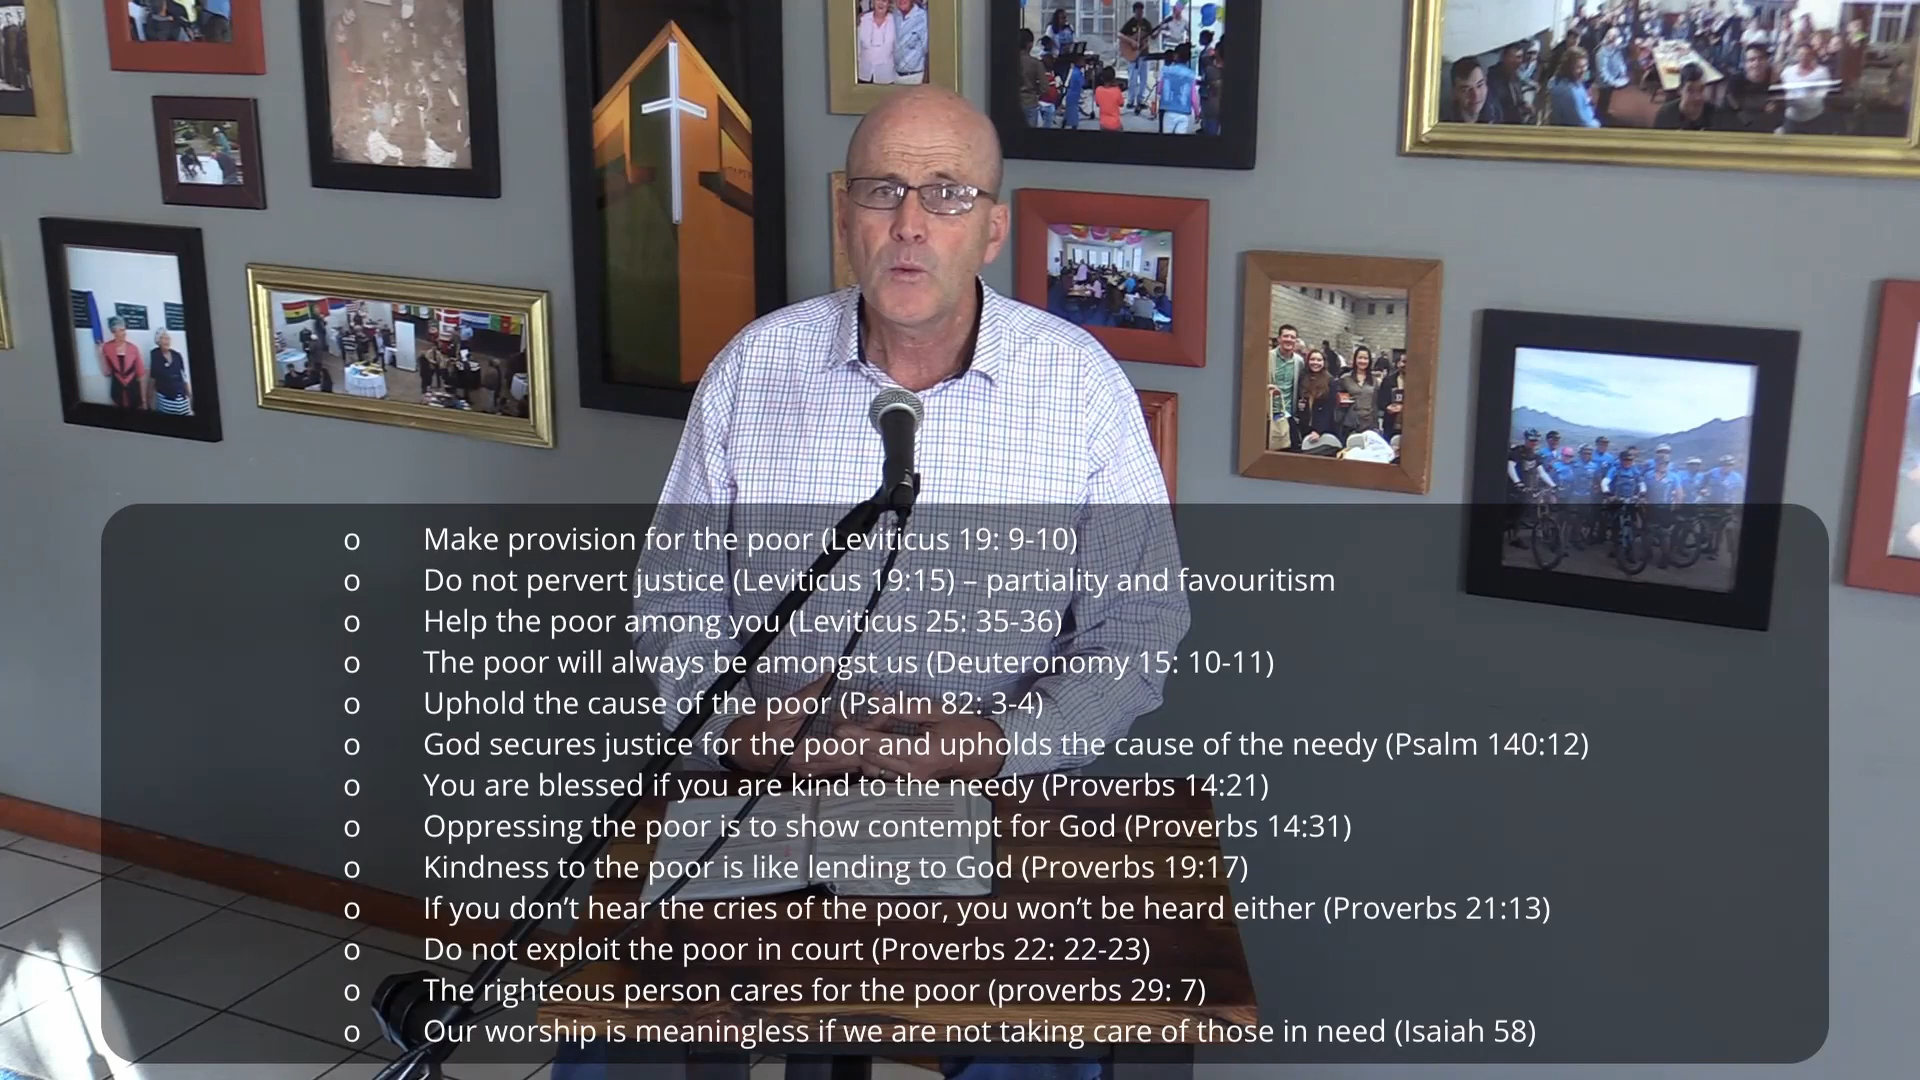 o Make provision for the poor (Leviticus 19: 9-10)
o Do not pervert justice (Leviticus 19:15) – partiality and favouritism
o Help the poor among you (Leviticus 25: 35-36)
o The poor will always be amongst us (Deuteronomy 15: 10-11)
o Uphold the cause of the poor (Psalm 82: 3-4)
o God secures justice for the poor and upholds the cause of the needy (Psalm 140:12)
o You are blessed if you are kind to the needy (Proverbs 14:21)
o Oppressing the poor is to show contempt for God (Proverbs 14:31)
o Kindness to the poor is like lending to God (Proverbs 19:17)
o If you don’t hear the cries of the poor, you won’t be heard either (Proverbs 21:13)
o Do not exploit the poor in court (Proverbs 22: 22-23)
o The righteous person cares for the poor (proverbs 29: 7)
o Our worship is meaningless if we are not taking care of those in need (Isaiah 58)